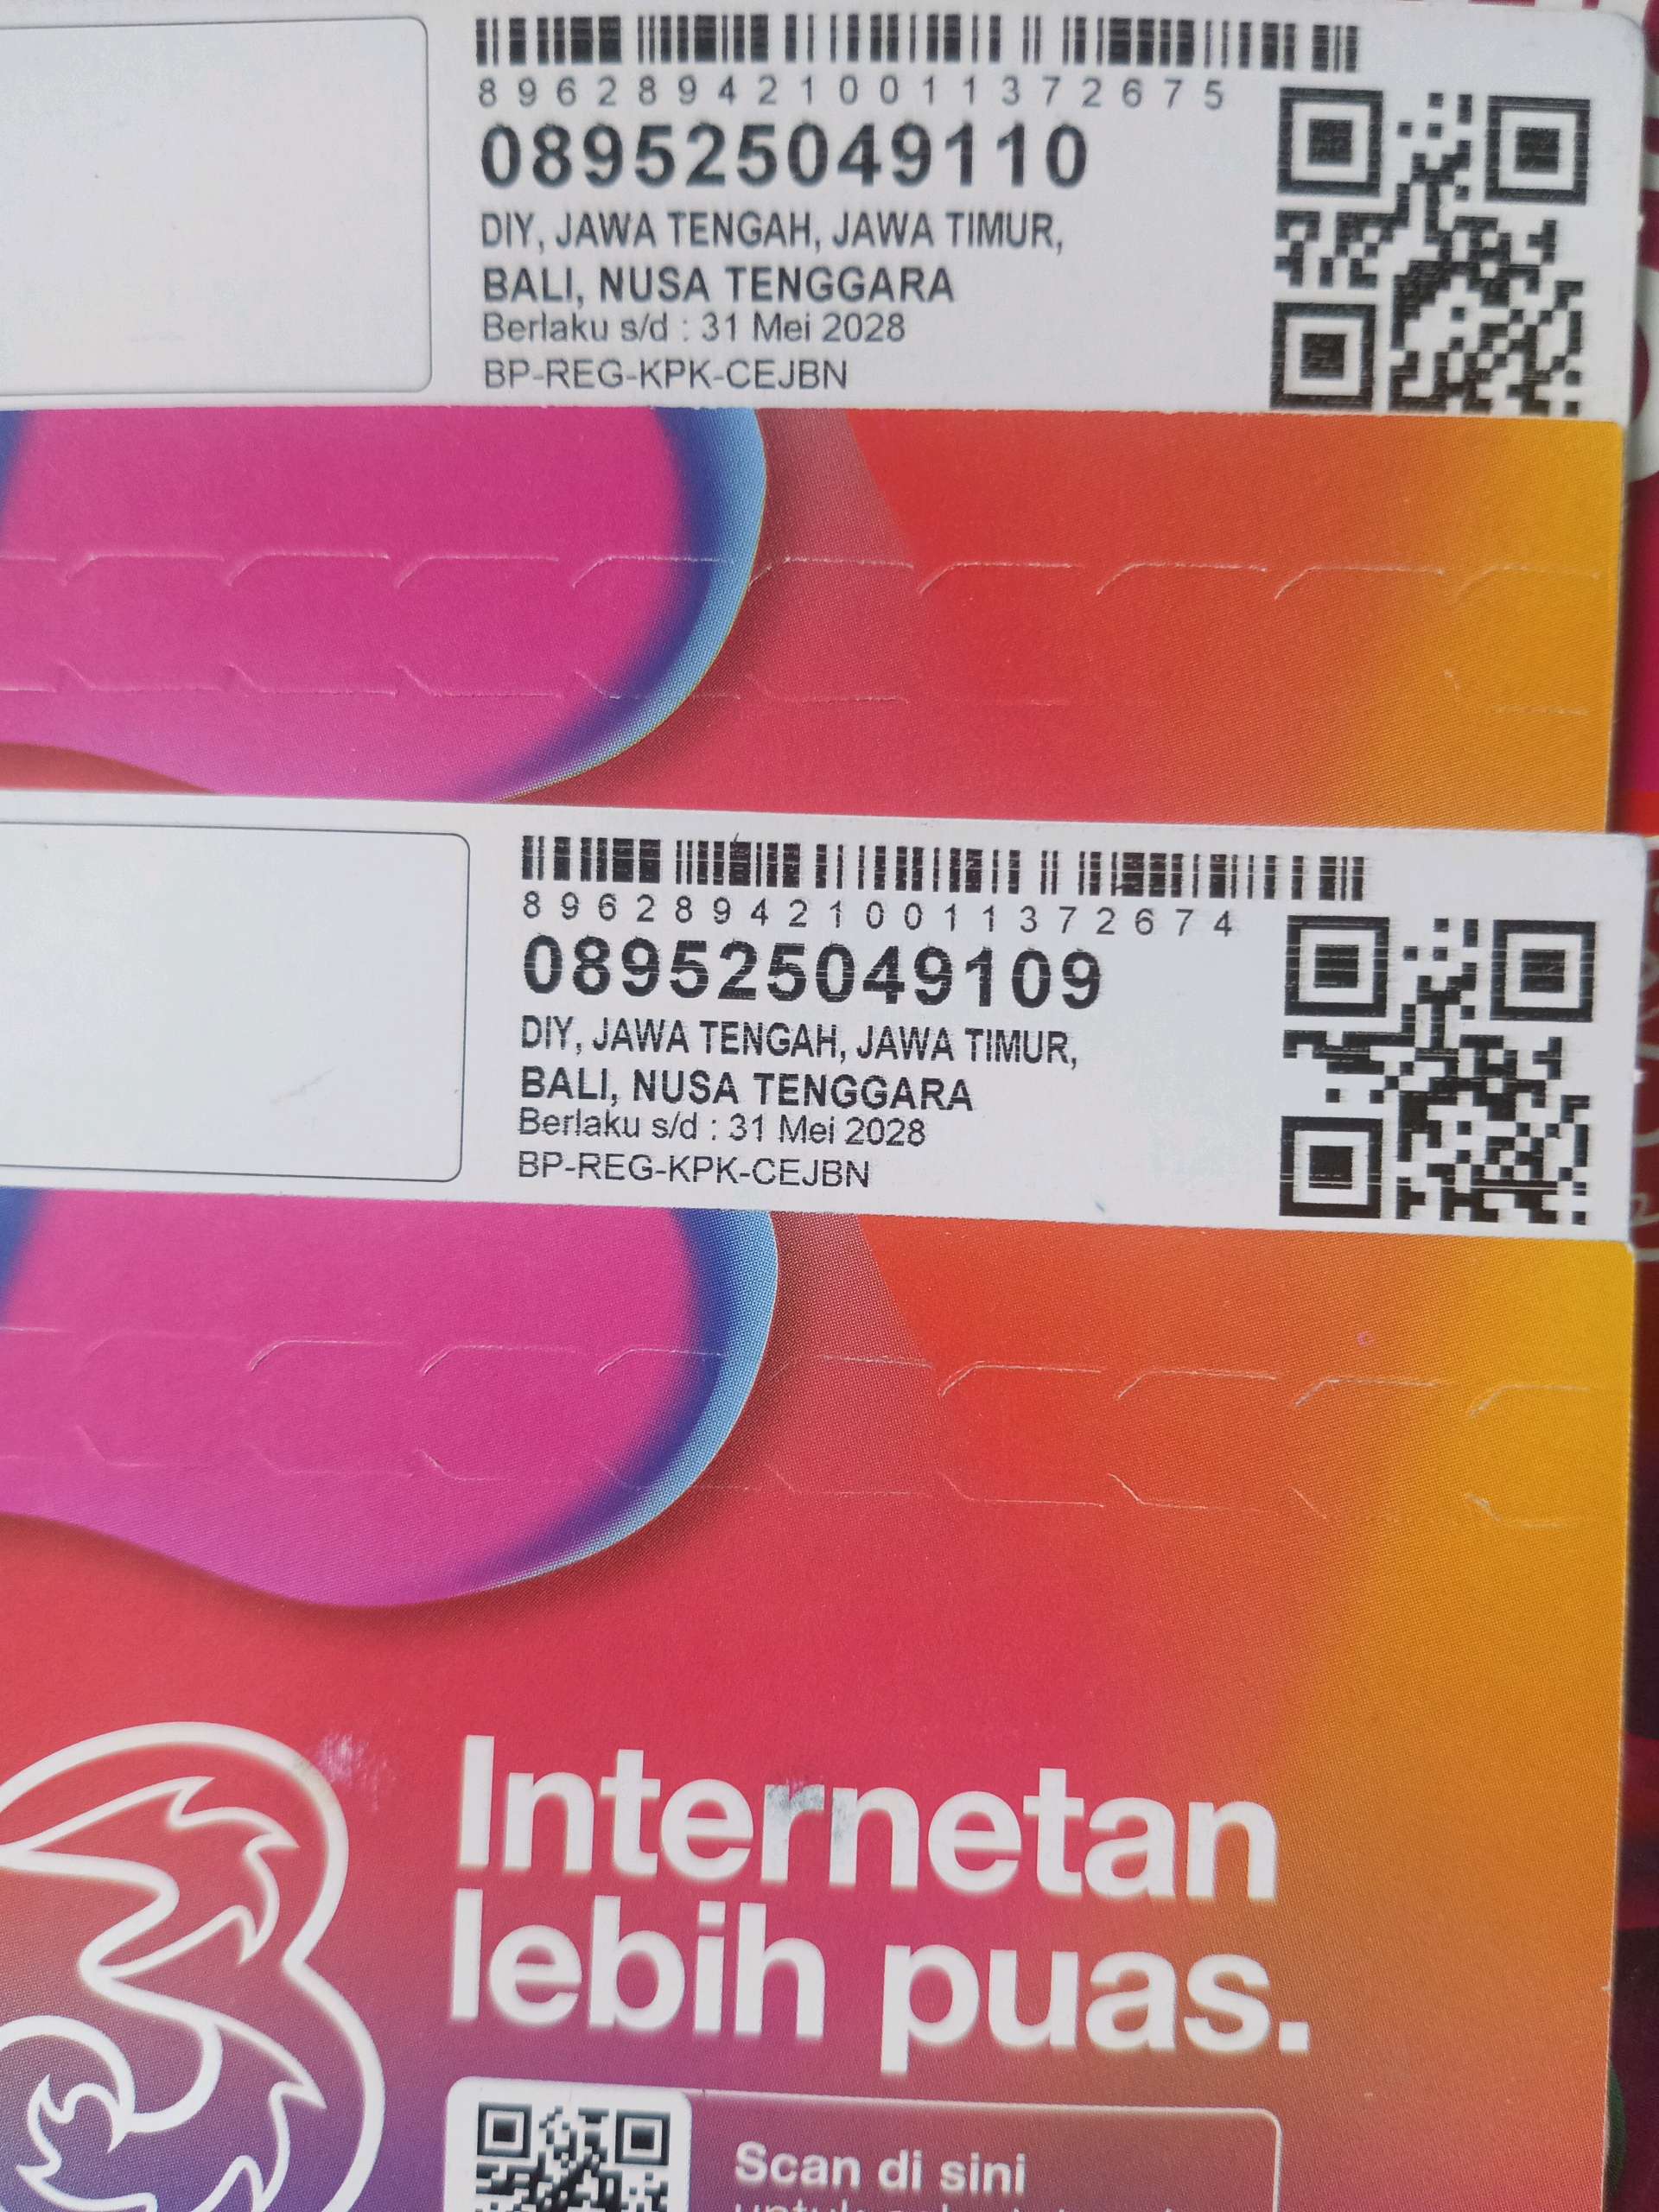 8962894210011372675
089525049110
DIY, JAWA TENGAH, JAWA TIMUR,
BALI, NUSA TENGGARA
Berlaku s/d : 31 Mei 2028
BP-REG-KPK-CEJBN
8962894210011372674
089525049109
DIY, JAWA TENGAH, JAWA TIMUR,
BALI, NUSA TENGGARA
Berlaku s/d : 31 Mei 2028
BP-REG-KPK-CEJBN
Internetan
lebih puas.
Scan di sini
untuk